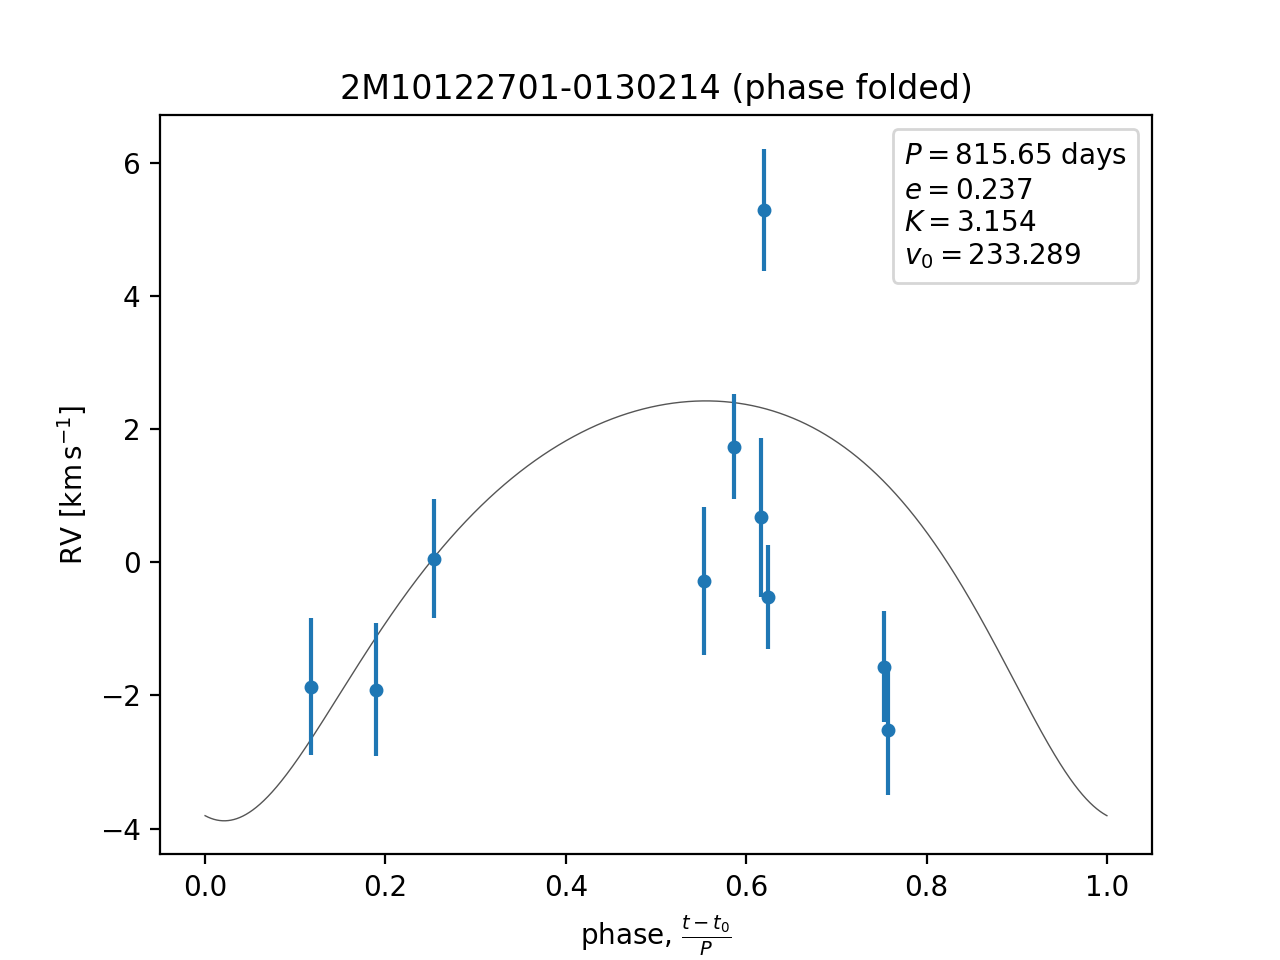 2M10122701-0130214 (phase folded)
P = 815.65 days
e = 0.237
K = 3.154
v₀ = 233.289
6
4
2
0
−2
−4
RV [km s⁻¹]
0.0 0.2 0.4 0.6 0.8 1.0
phase, (t − t₀)/P